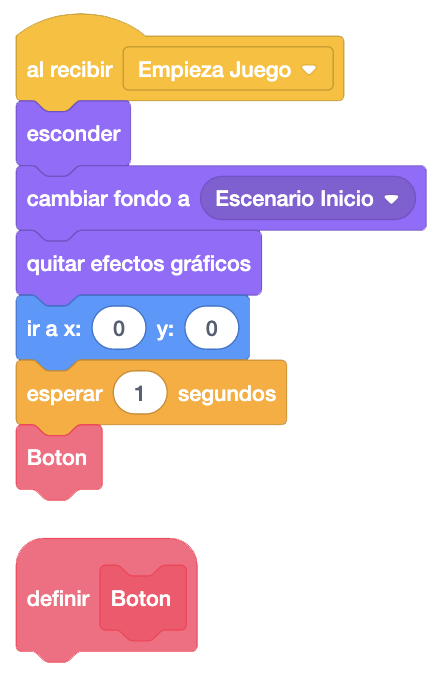 al recibir Empieza Juego
esconder
cambiar fondo a Escenario Inicio
quitar efectos gráficos
ir a x: 0 y: 0
esperar 1 segundos
Boton
definir Boton